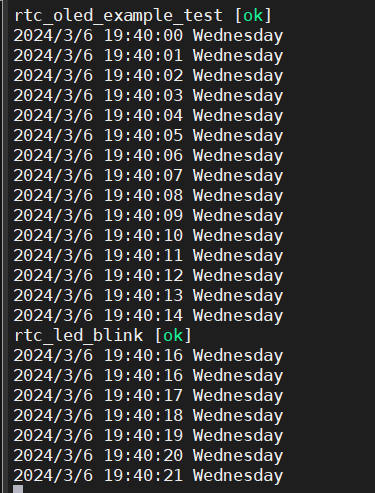 rtc_oled_example_test [ok]
2024/3/6 19:40:00 Wednesday
2024/3/6 19:40:01 Wednesday
2024/3/6 19:40:02 Wednesday
2024/3/6 19:40:03 Wednesday
2024/3/6 19:40:04 Wednesday
2024/3/6 19:40:05 Wednesday
2024/3/6 19:40:06 Wednesday
2024/3/6 19:40:07 Wednesday
2024/3/6 19:40:08 Wednesday
2024/3/6 19:40:09 Wednesday
2024/3/6 19:40:10 Wednesday
2024/3/6 19:40:11 Wednesday
2024/3/6 19:40:12 Wednesday
2024/3/6 19:40:13 Wednesday
2024/3/6 19:40:14 Wednesday
rtc_led_blink [ok]
2024/3/6 19:40:16 Wednesday
2024/3/6 19:40:16 Wednesday
2024/3/6 19:40:17 Wednesday
2024/3/6 19:40:18 Wednesday
2024/3/6 19:40:19 Wednesday
2024/3/6 19:40:20 Wednesday
2024/3/6 19:40:21 Wednesday